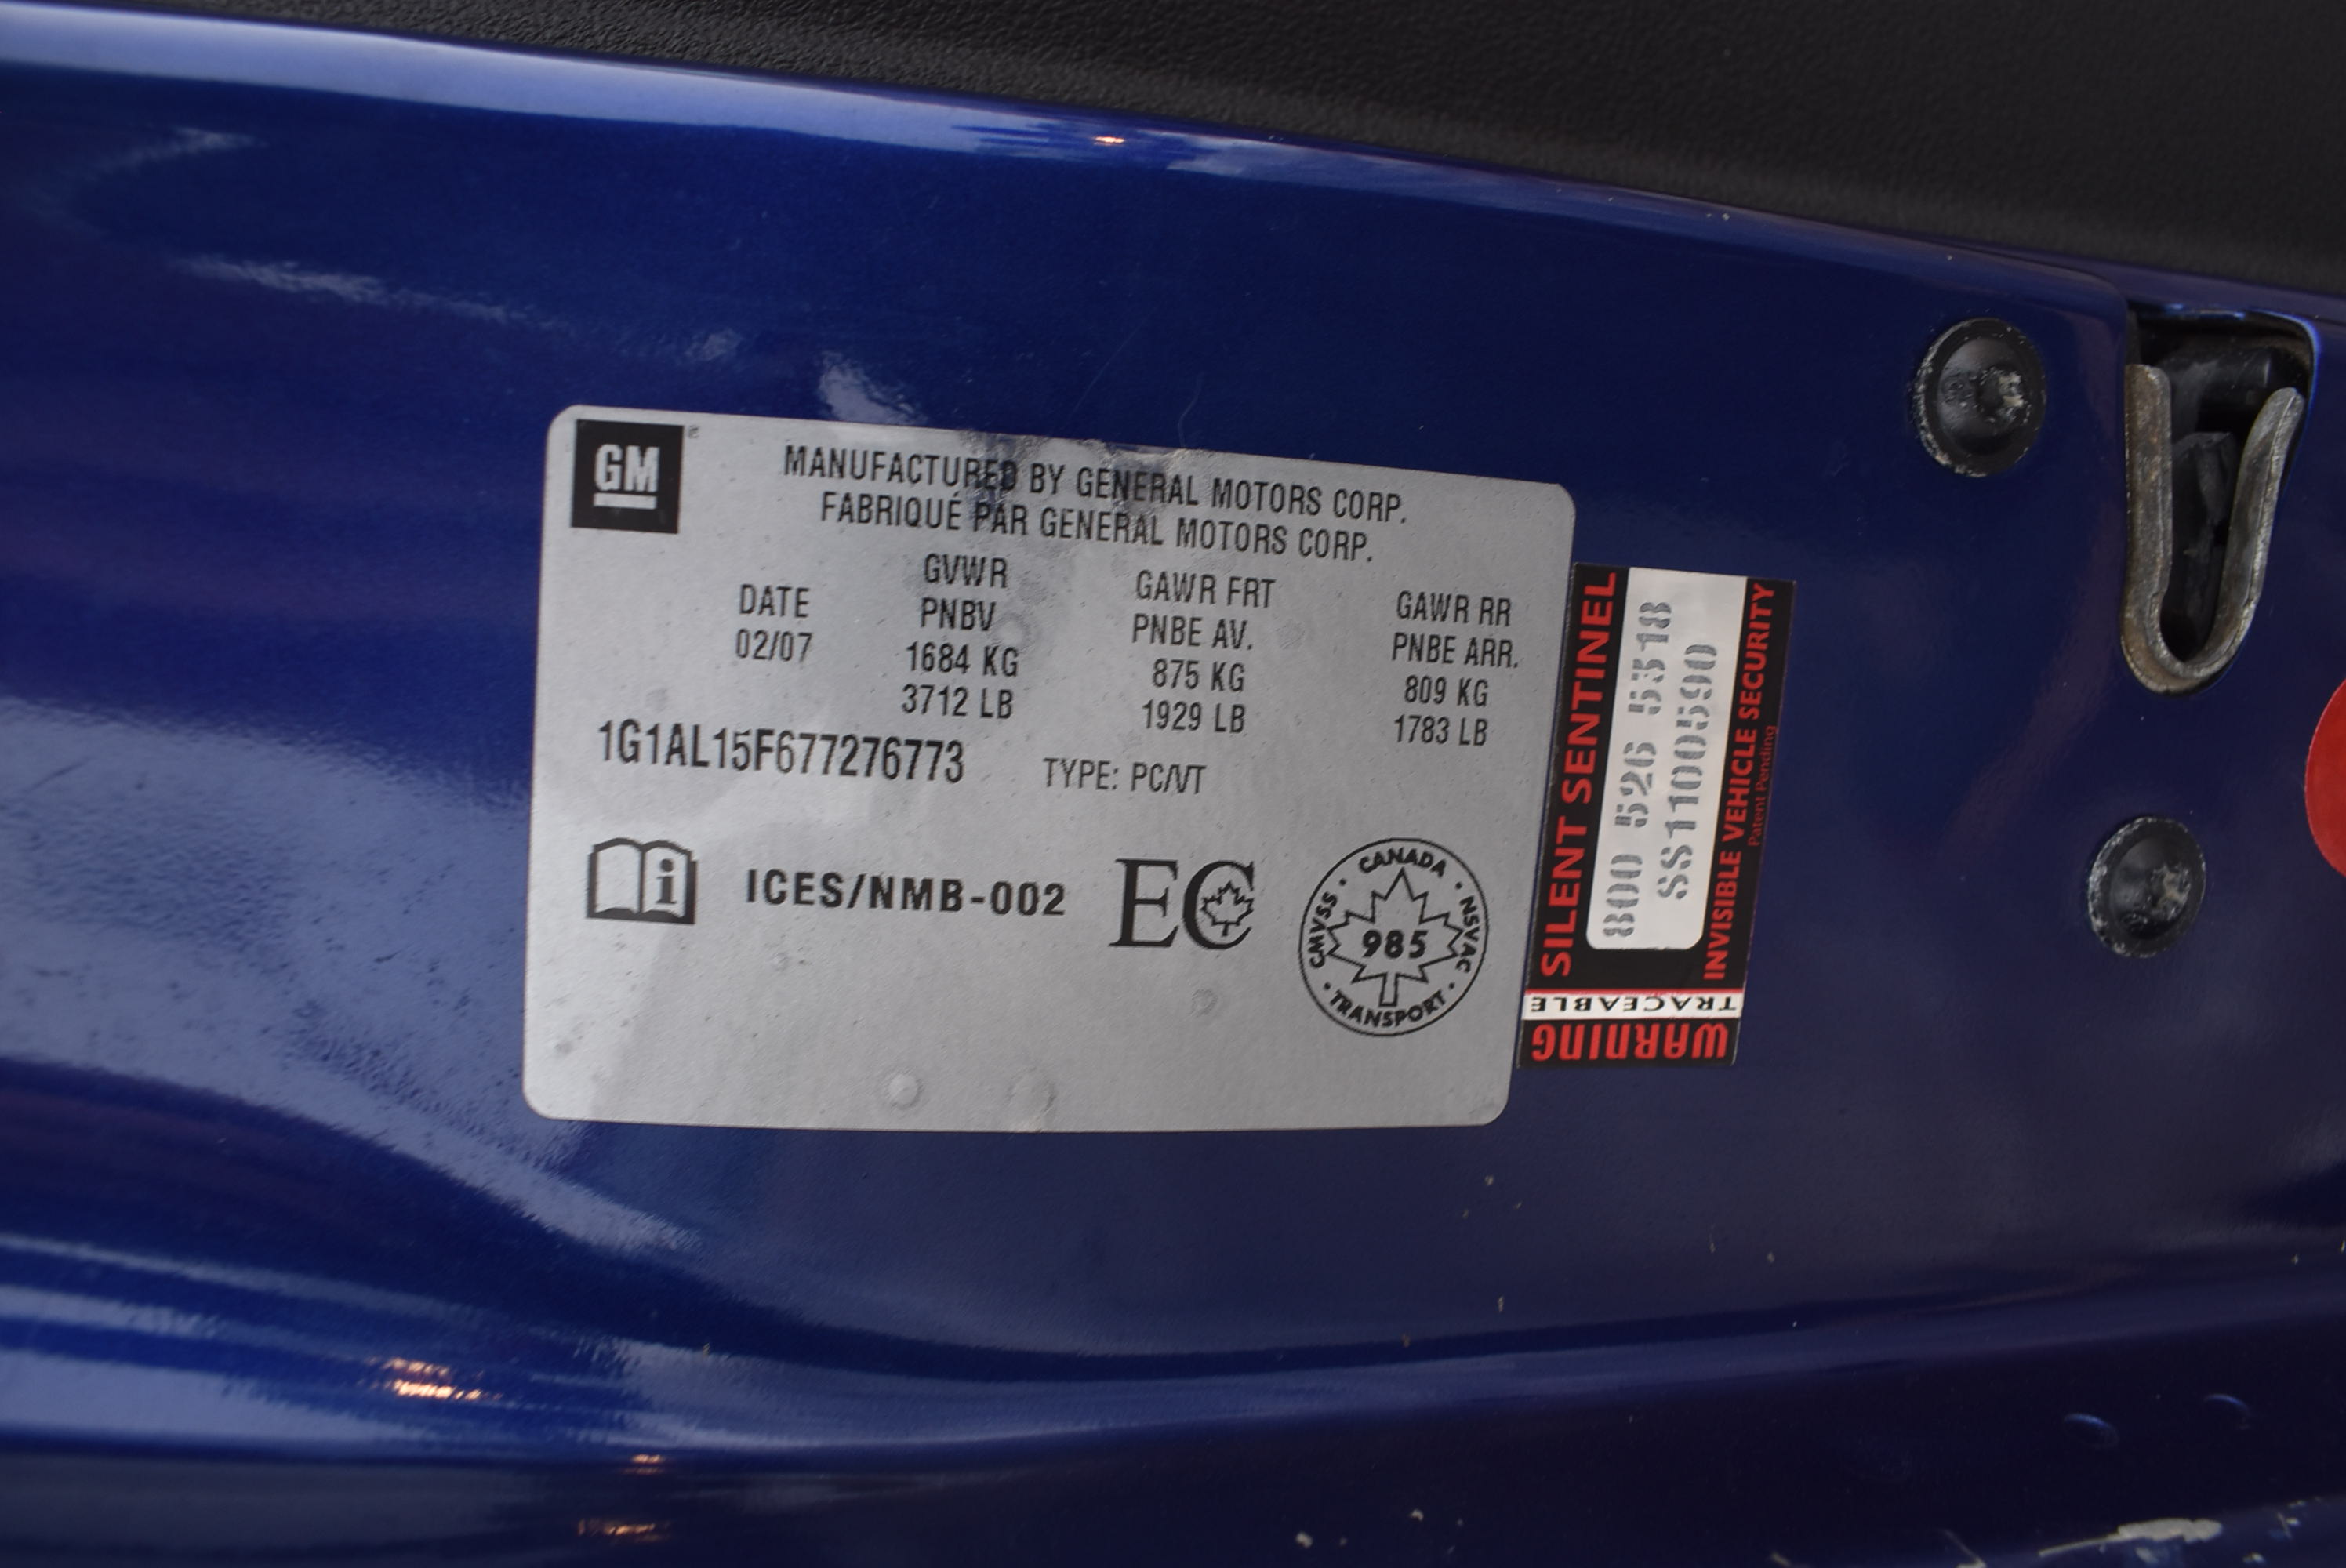 GM
MANUFACTURED BY GENERAL MOTORS CORP.
FABRIQUÉ PAR GENERAL MOTORS CORP.
DATE
02/07
GVWR
PNBV
1684 KG
3712 LB
GAWR FRT
PNBE AV.
875 KG
1929 LB
GAWR RR
PNBE ARR.
809 KG
1783 LB
1G1AL15F677276773 TYPE: PC/VT
i ICES/NMB-002 EC
CANADA · NSVAC · TRANSPORT · CMVSS ·
985
SILENT SENTINEL
800 526 5518
SS1100590
INVISIBLE VEHICLE SECURITY
Patent Pending
TRACEABLE
WARNING